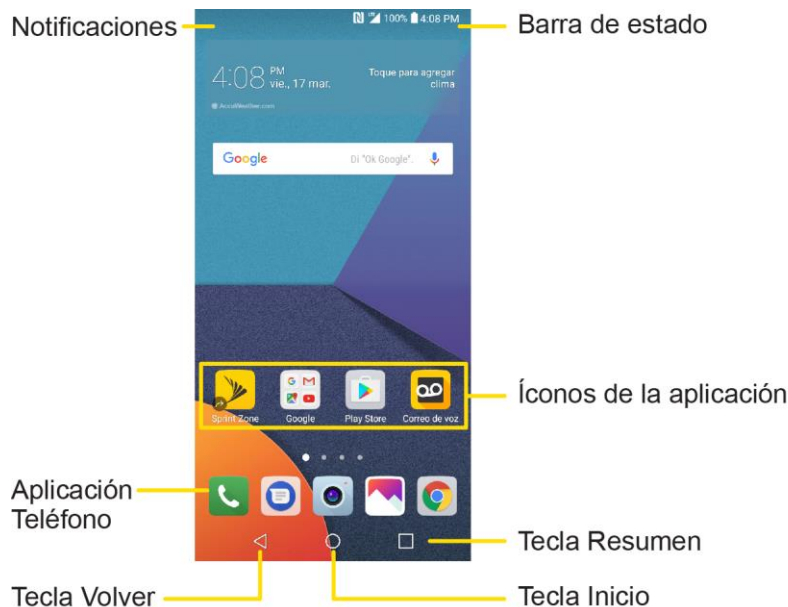 Notificaciones
LTE 100% 4:08 PM
Barra de estado
4:08 PM
vie., 17 mar.
Toque para agregar
clima
AccuWeather.com
Google
Di "Ok Google".
Sprint Zone
Google
Play Store
Correo de voz
Íconos de la aplicación
Aplicación
Teléfono
Tecla Resumen
Tecla Volver
Tecla Inicio